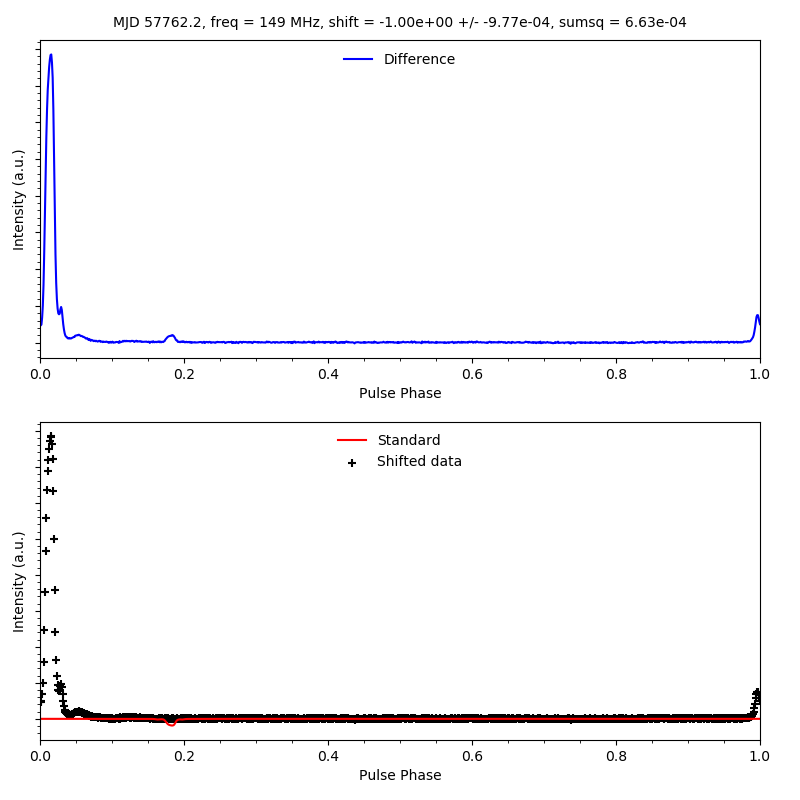 MJD 57762.2, freq = 149 MHz, shift = -1.00e+00 +/- -9.77e-04, sumsq = 6.63e-04
Difference
Intensity (a.u.)
0.0 0.2 0.4 0.6 0.8 1.0
Pulse Phase
Standard
Shifted data
Intensity (a.u.)
0.0 0.2 0.4 0.6 0.8 1.0
Pulse Phase